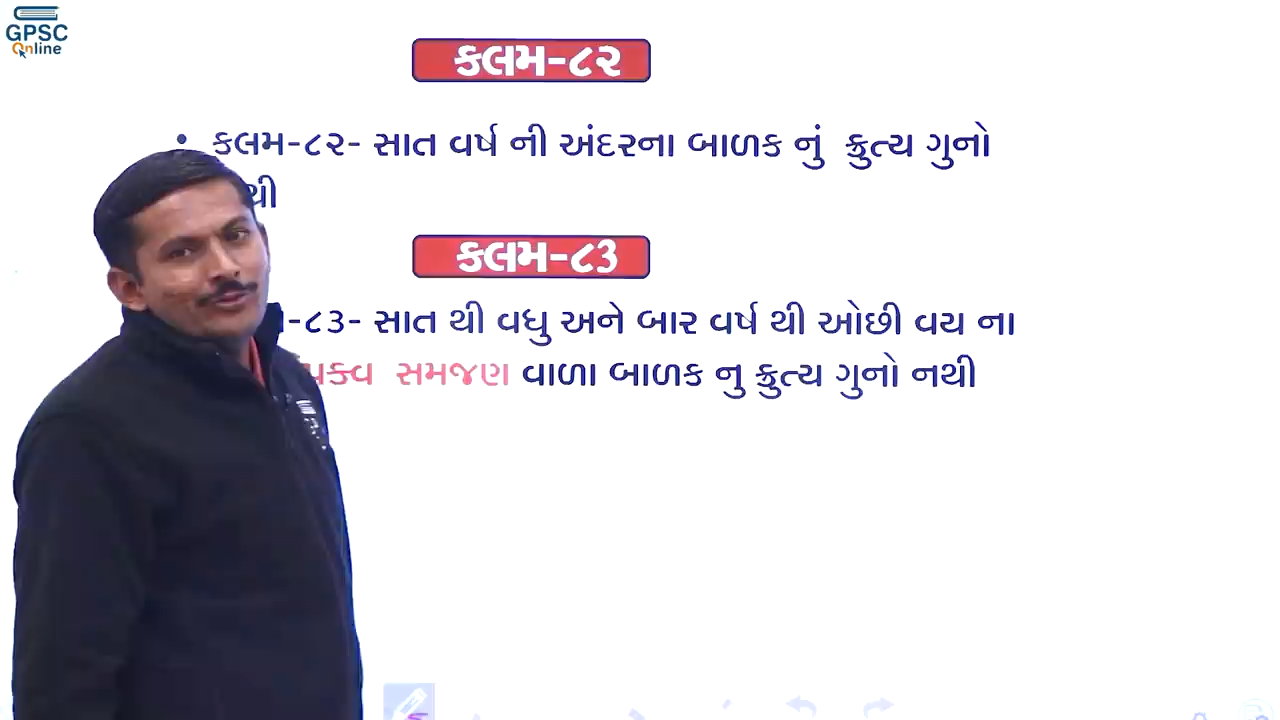 GPSC
Online
કલમ-૮૨
• કલમ-૮૨- સાત વર્ષ ની અંદરના બાળક નું ક્રુત્ય ગુનો
કલમ-૮૩
-૮૩- સાત થી વધુ અને બાર વર્ષ થી ઓછી વય ના
સમજણ વાળા બાળક નુ ક્રુત્ય ગુનો નથી